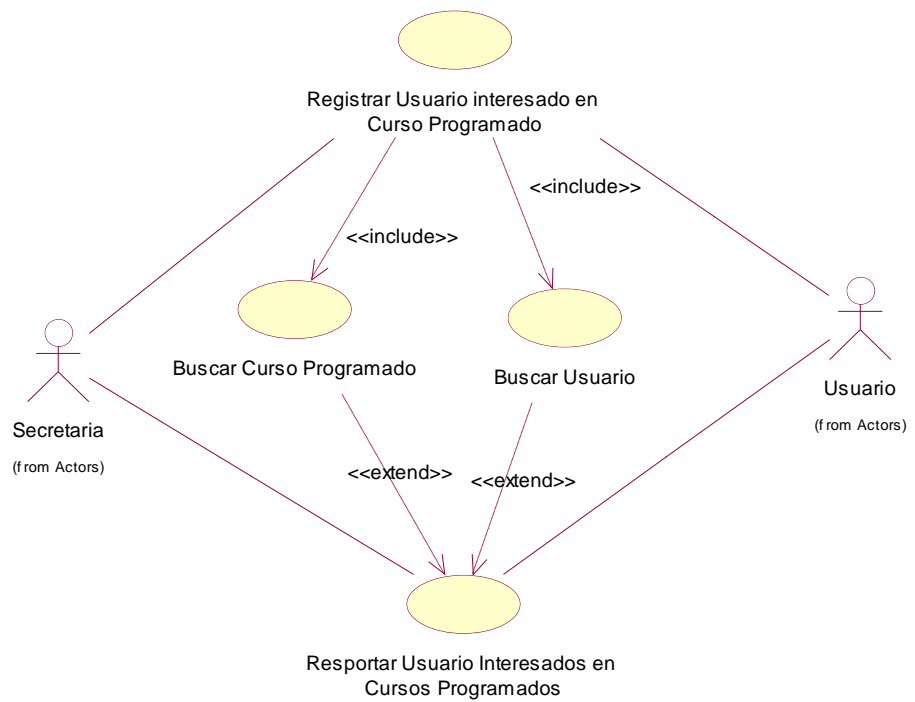 Registrar Usuario interesado en
Curso Programado
<<include>>
<<include>>
Buscar Curso Programado
Buscar Usuario
Usuario
(from Actors)
Secretaria
(from Actors)
<<extend>>
<<extend>>
Resportar Usuario Interesados en
Cursos Programados